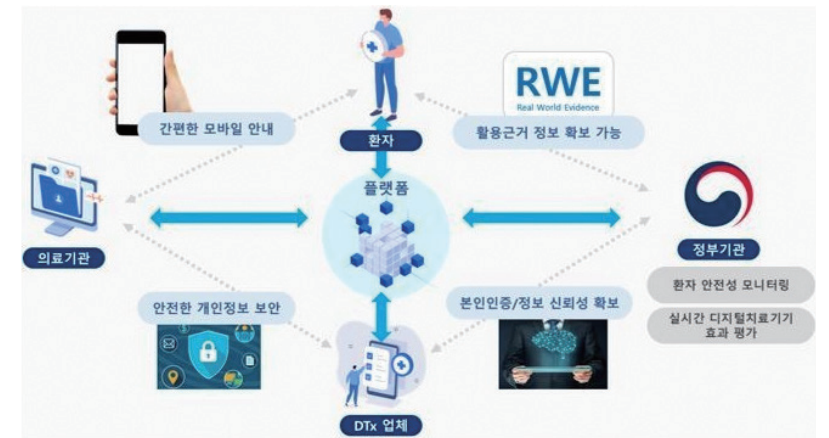 RWE
Real World Evidence
간편한 모바일 안내
환자
활용근거 정보 확보 가능
플랫폼
의료기관
정부기관
환자 안전성 모니터링
안전한 개인정보 보안
본인인증/정보 신뢰성 확보
실시간 디지털치료기기
효과 평가
DTx 업체